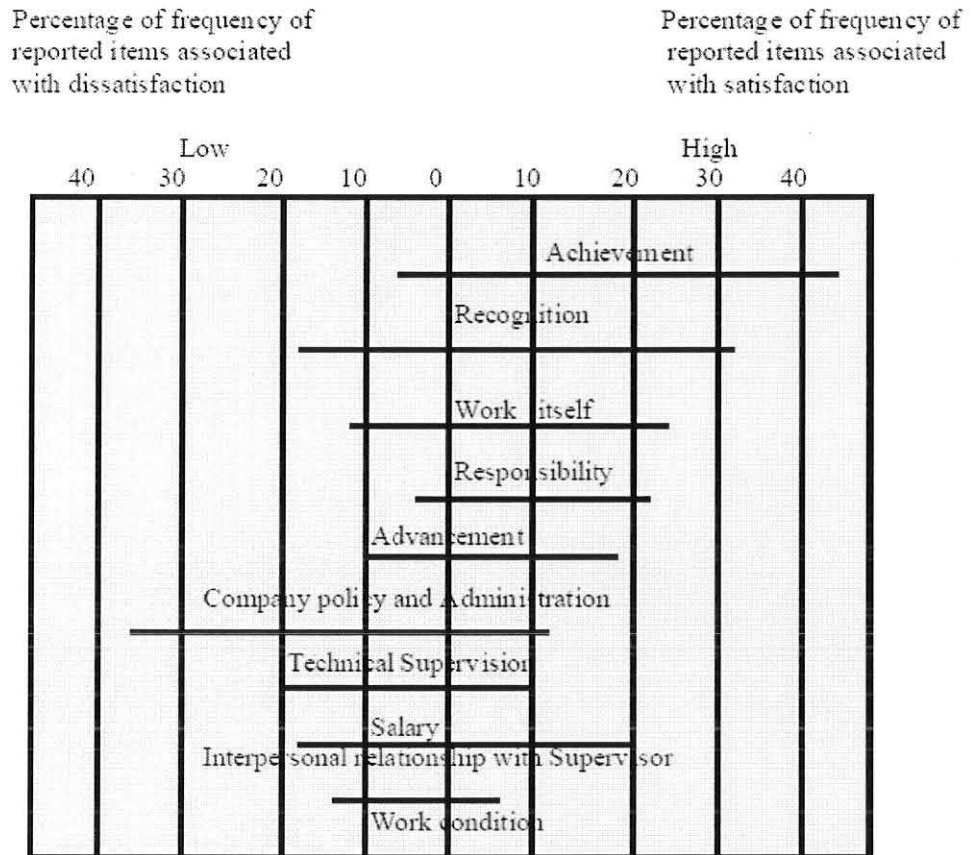 Percentage of frequency of
reported items associated
with dissatisfaction
Percentage of frequency of
reported items associated
with satisfaction
Low High
40 30 20 10 0 10 20 30 40
Achievement
Recognition
Work itself
Responsibility
Advancement
Company policy and Administration
Technical Supervision
Salary
Interpersonal relationship with Supervisor
Work condition